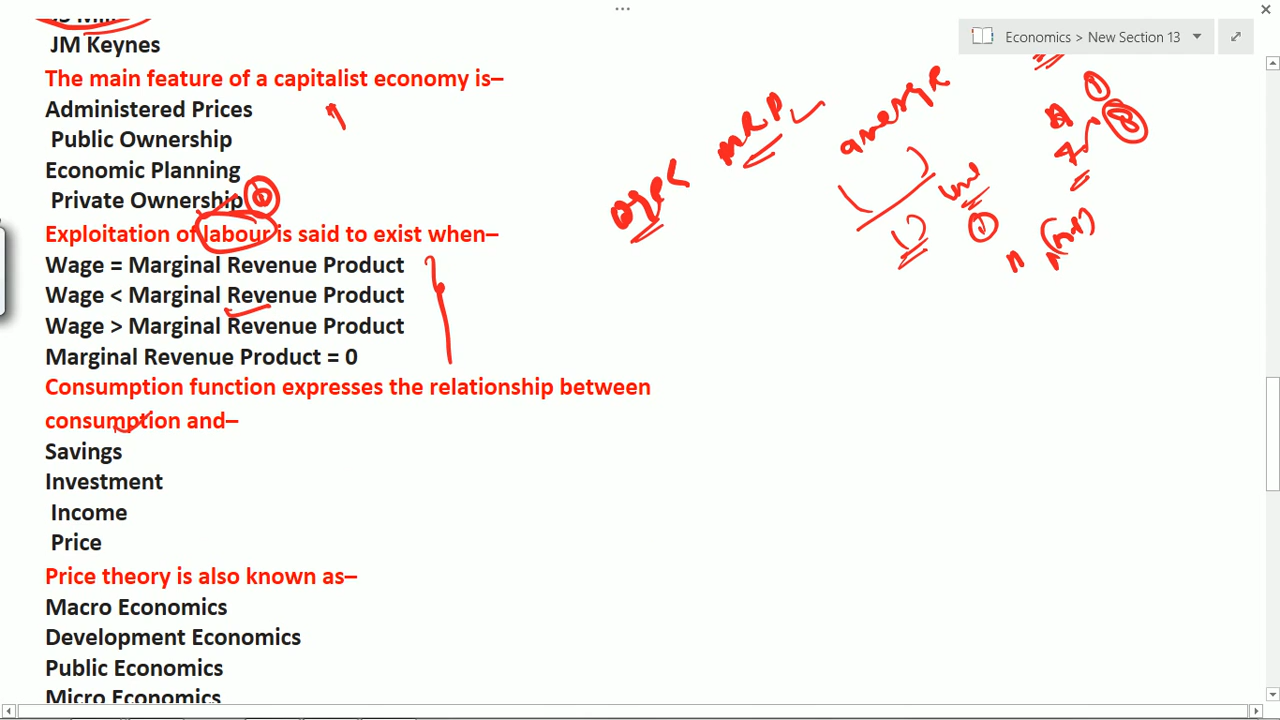 Economics > New Section 13
JM Keynes
The main feature of a capitalist economy is–
Administered Prices
Public Ownership
Economic Planning
Private Ownership
Exploitation of labour is said to exist when–
Wage = Marginal Revenue Product
Wage < Marginal Revenue Product
Wage > Marginal Revenue Product
Marginal Revenue Product = 0
Consumption function expresses the relationship between
consumption and–
Savings
Investment
Income
Price
Price theory is also known as–
Macro Economics
Development Economics
Public Economics
Micro Economics
MRP